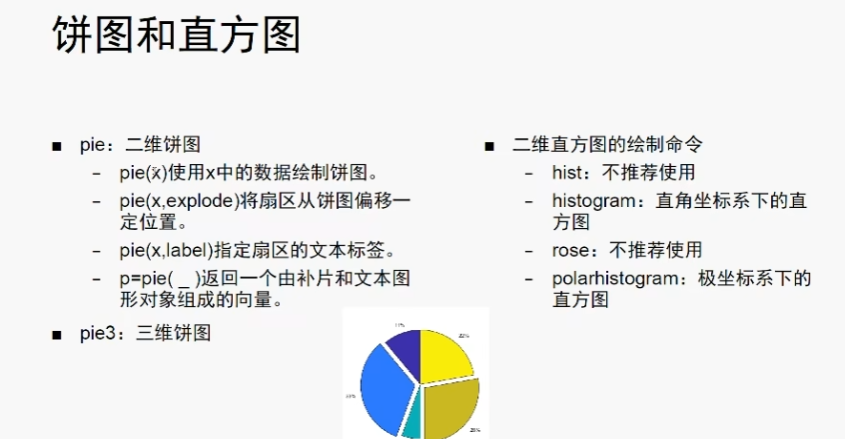 饼图和直方图
■ pie：二维饼图
– pie(x)使用x中的数据绘制饼图。
– pie(x,explode)将扇区从饼图偏移一
定位置。
– pie(x,label)指定扇区的文本标签。
– p=pie( _ )返回一个由补片和文本图
形对象组成的向量。
■ pie3：三维饼图
■ 二维直方图的绘制命令
– hist：不推荐使用
– histogram：直角坐标系下的直
方图
– rose：不推荐使用
– polarhistogram：极坐标系下的
直方图